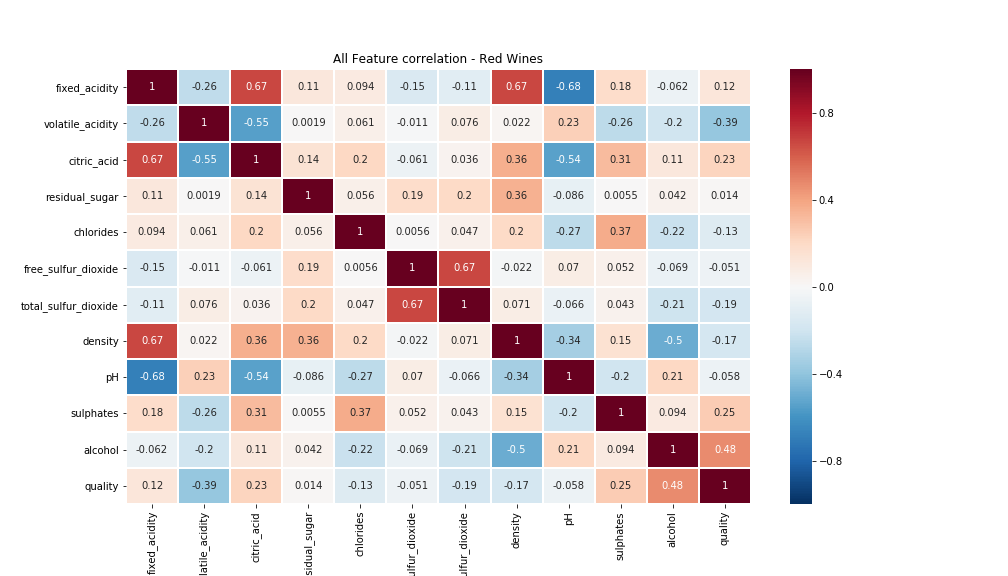 All Feature correlation - Red Wines
fixed_acidity 1 -0.26 0.67 0.11 0.094 -0.15 -0.11 0.67 -0.68 0.18 -0.062 0.12
volatile_acidity -0.26 1 -0.55 0.0019 0.061 -0.011 0.076 0.022 0.23 -0.26 -0.2 -0.39
citric_acid 0.67 -0.55 1 0.14 0.2 -0.061 0.036 0.36 -0.54 0.31 0.11 0.23
residual_sugar 0.11 0.0019 0.14 1 0.056 0.19 0.2 0.36 -0.086 0.0055 0.042 0.014
chlorides 0.094 0.061 0.2 0.056 1 0.0056 0.047 0.2 -0.27 0.37 -0.22 -0.13
free_sulfur_dioxide -0.15 -0.011 -0.061 0.19 0.0056 1 0.67 -0.022 0.07 0.052 -0.069 -0.051
total_sulfur_dioxide -0.11 0.076 0.036 0.2 0.047 0.67 1 0.071 -0.066 0.043 -0.21 -0.19
density 0.67 0.022 0.36 0.36 0.2 -0.022 0.071 1 -0.34 0.15 -0.5 -0.17
pH -0.68 0.23 -0.54 -0.086 -0.27 0.07 -0.066 -0.34 1 -0.2 0.21 -0.058
sulphates 0.18 -0.26 0.31 0.0055 0.37 0.052 0.043 0.15 -0.2 1 0.094 0.25
alcohol -0.062 -0.2 0.11 0.042 -0.22 -0.069 -0.21 -0.5 0.21 0.094 1 0.48
quality 0.12 -0.39 0.23 0.014 -0.13 -0.051 -0.19 -0.17 -0.058 0.25 0.48 1
fixed_acidity
latile_acidity
citric_acid
sidual_sugar
chlorides
ulfur_dioxide
ulfur_dioxide
density
pH
sulphates
alcohol
quality
0.8
0.4
0.0
−0.4
−0.8